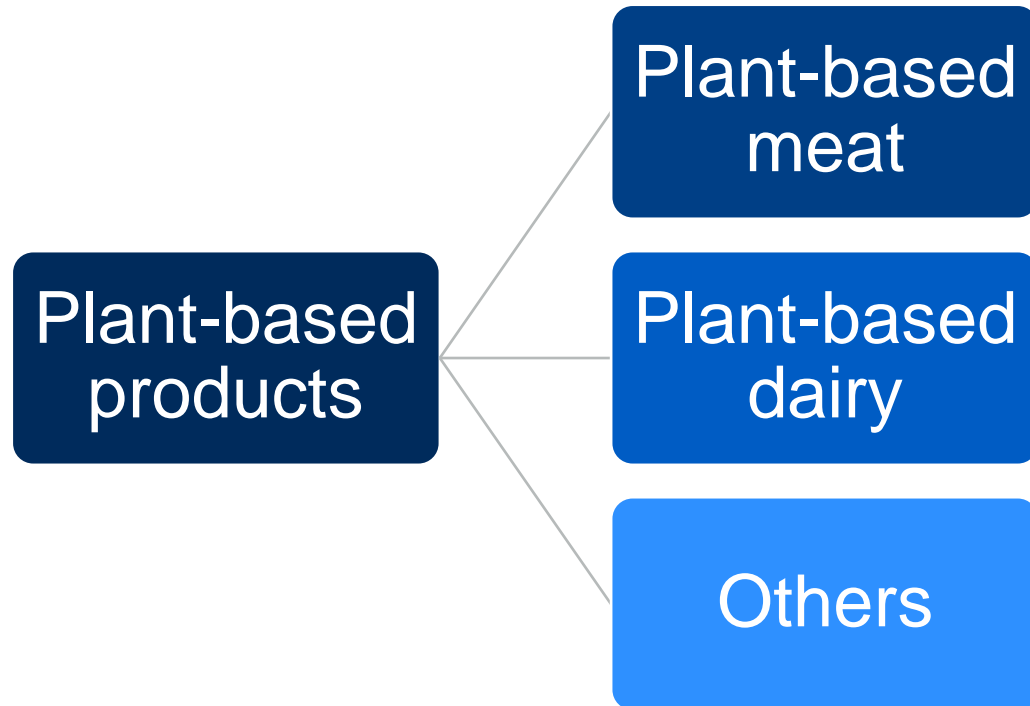 Plant-based
meat
Plant-based
products
Plant-based
dairy
Others